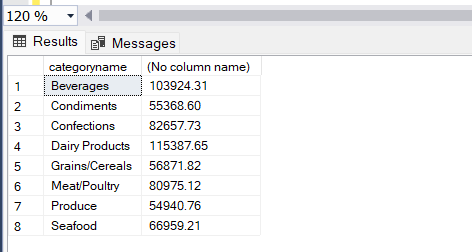 120 %
Results Messages
categoryname (No column name)
1 Beverages 103924.31
2 Condiments 55368.60
3 Confections 82657.73
4 Dairy Products 115387.65
5 Grains/Cereals 56871.82
6 Meat/Poultry 80975.12
7 Produce 54940.76
8 Seafood 66959.21